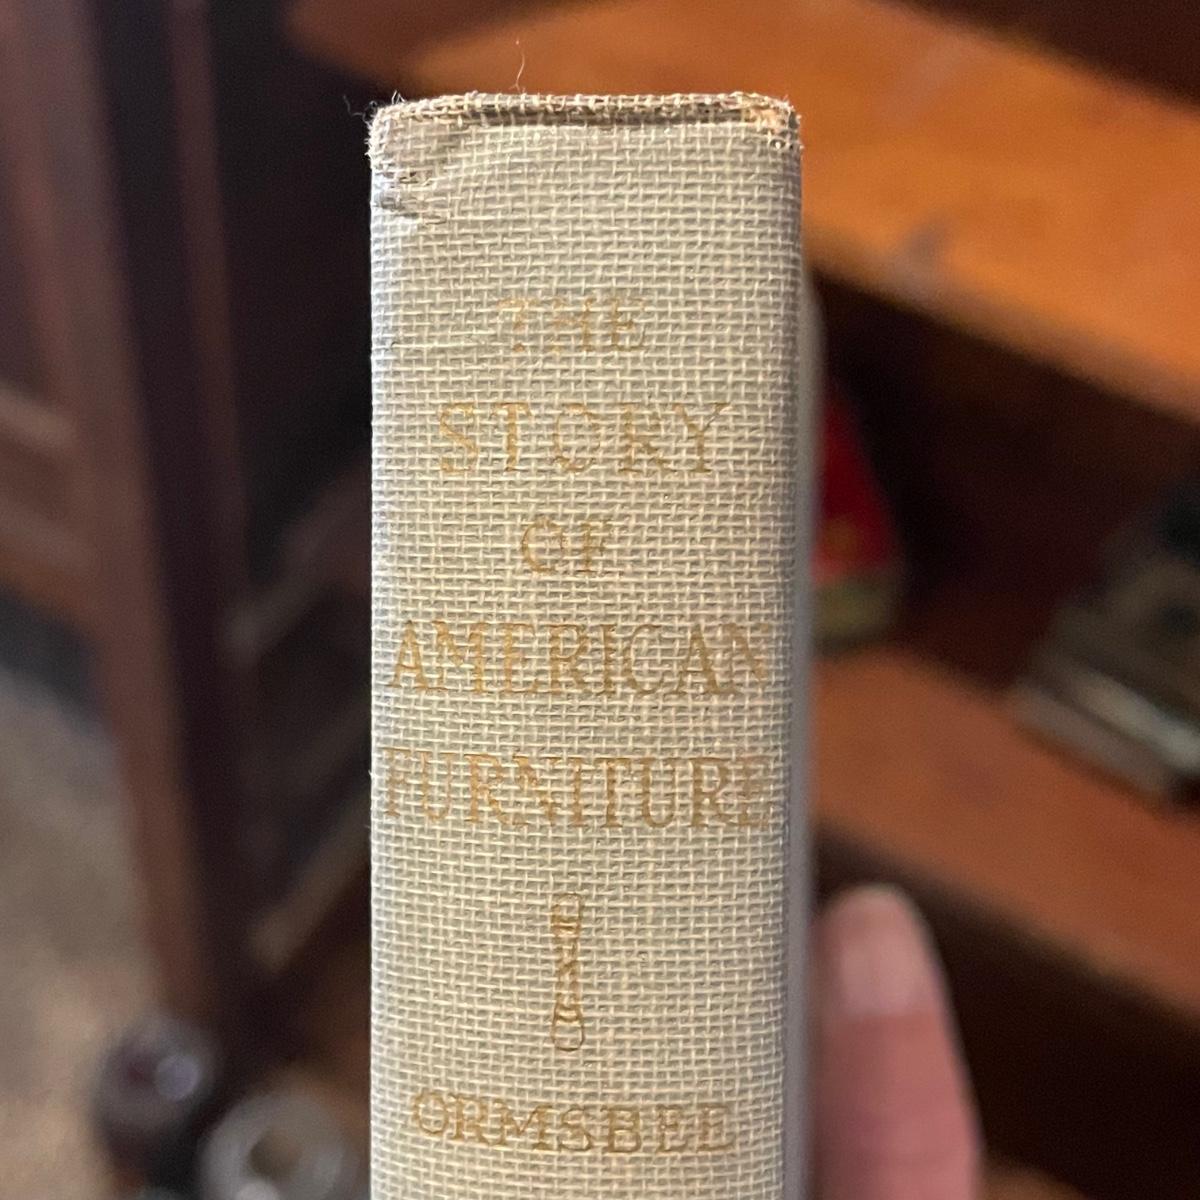 THE
STORY
OF
AMERICAN
FURNITURE
ORMSBEE